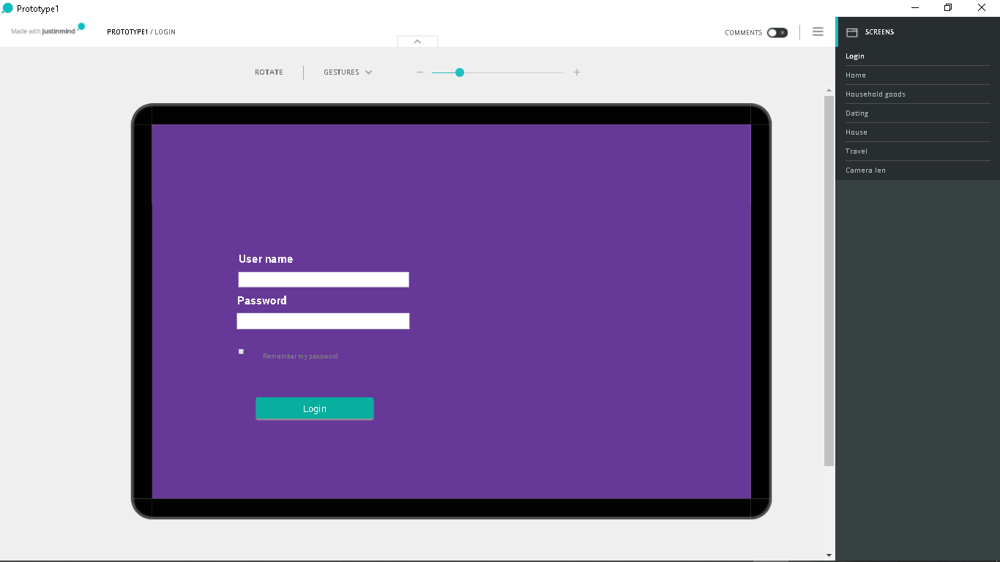 Prototype1
Made with Justinmind
PROTOTYPE1 / LOGIN
COMMENTS
SCREENS
Login
Home
Household goods
Dating
House
Travel
Camera len
ROTATE
GESTURES
User name
Password
Remember my password
Login